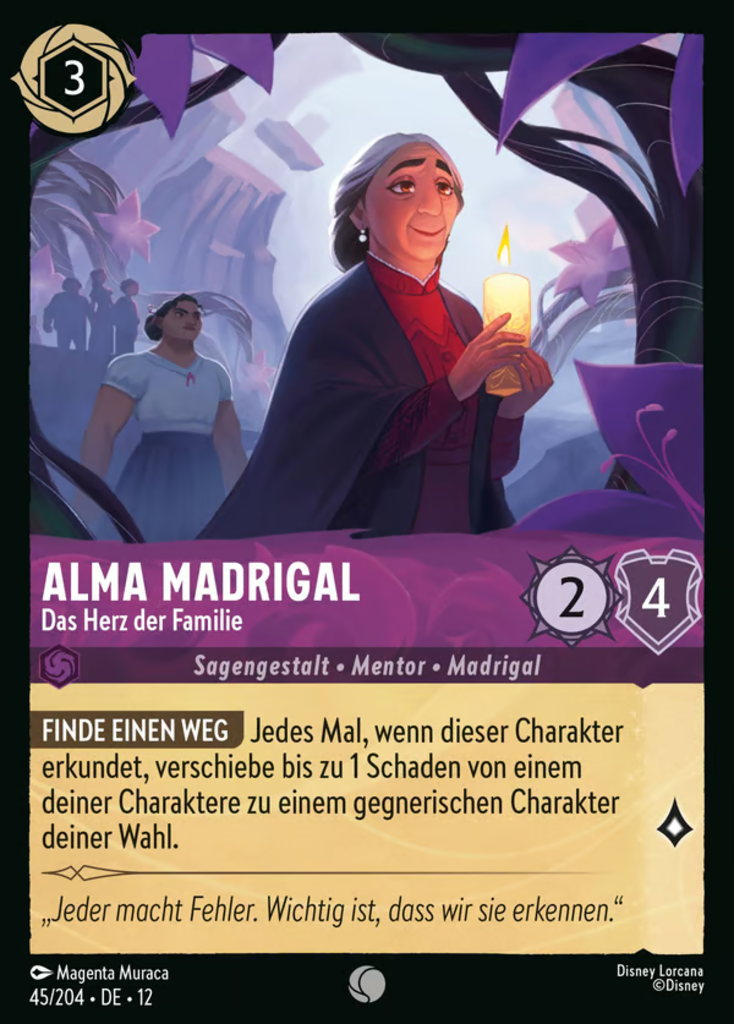 3
ALMA MADRIGAL
Das Herz der Familie
2
4
Sagengestalt • Mentor • Madrigal
FINDE EINEN WEG Jedes Mal, wenn dieser Charakter
erkundet, verschiebe bis zu 1 Schaden von einem
deiner Charaktere zu einem gegnerischen Charakter
deiner Wahl.
„Jeder macht Fehler. Wichtig ist, dass wir sie erkennen.“
Magenta Muraca
45/204 • DE • 12
Disney Lorcana
©Disney